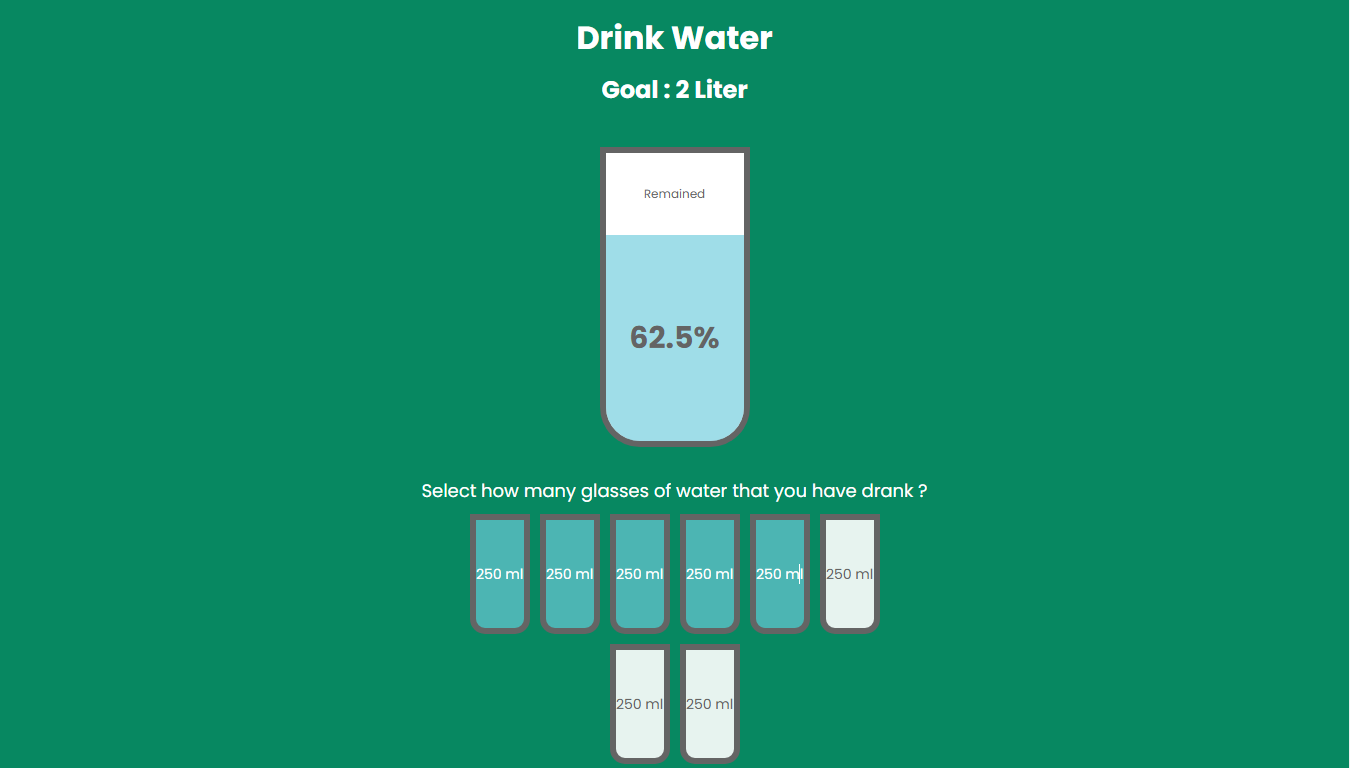 Drink Water
Goal : 2 Liter
Remained
62.5%
Select how many glasses of water that you have drank ?
250 ml 250 ml 250 ml 250 ml 250 ml 250 ml
250 ml 250 ml